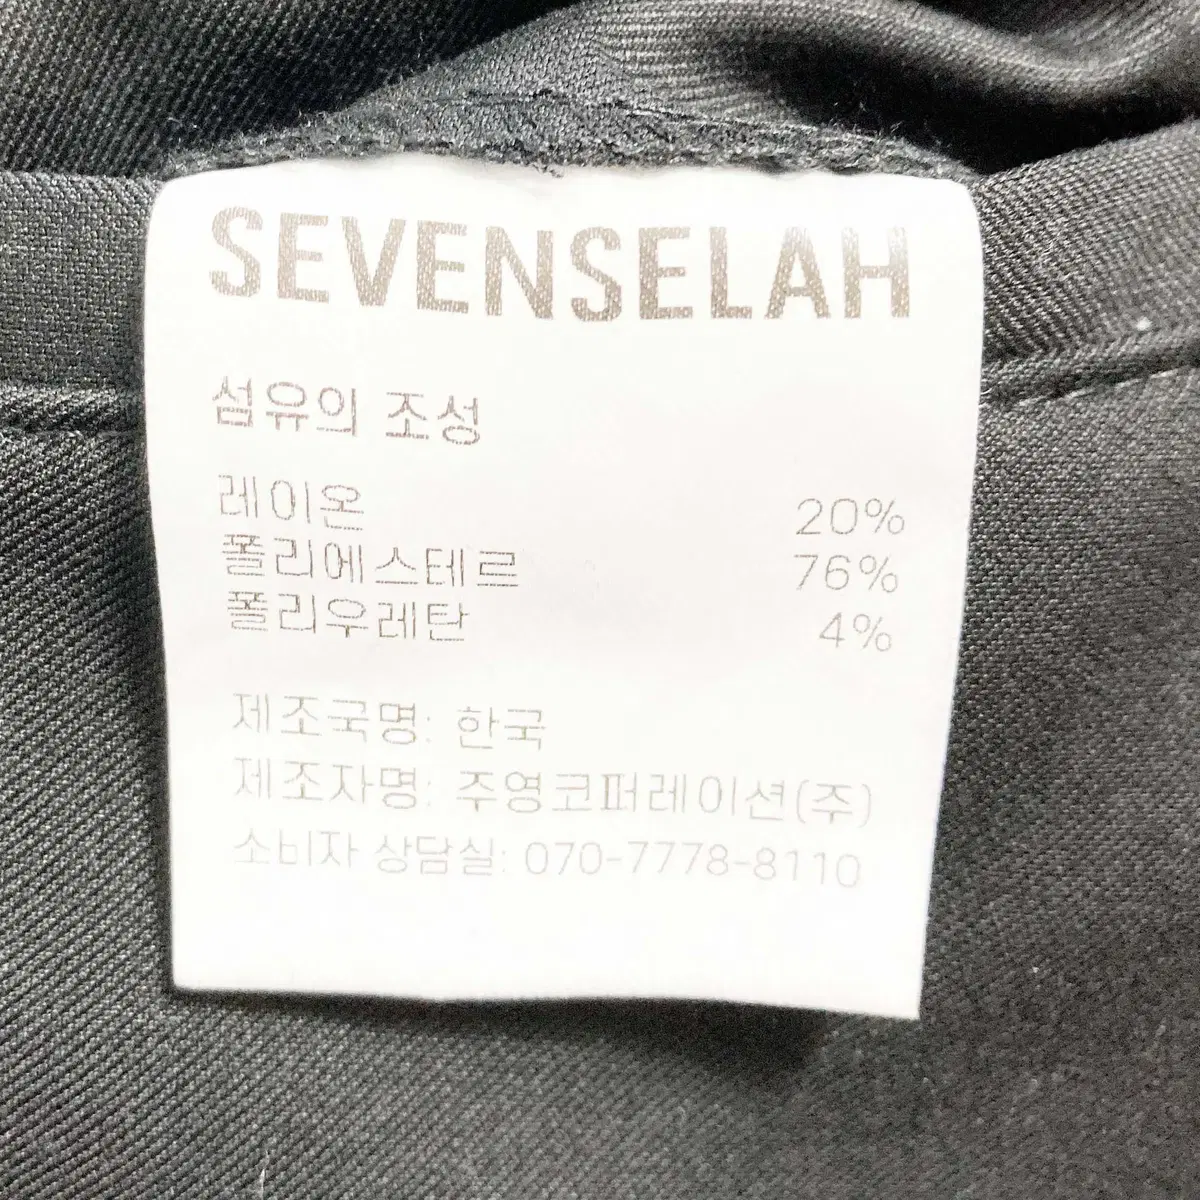 SEVENSELAH
섬유의 조성
레이온 20%
폴리에스테르 76%
폴리우레탄 4%
제조국명: 한국
제조자명: 주영코퍼레이션(주)
소비자 상담실: 070-7778-8110